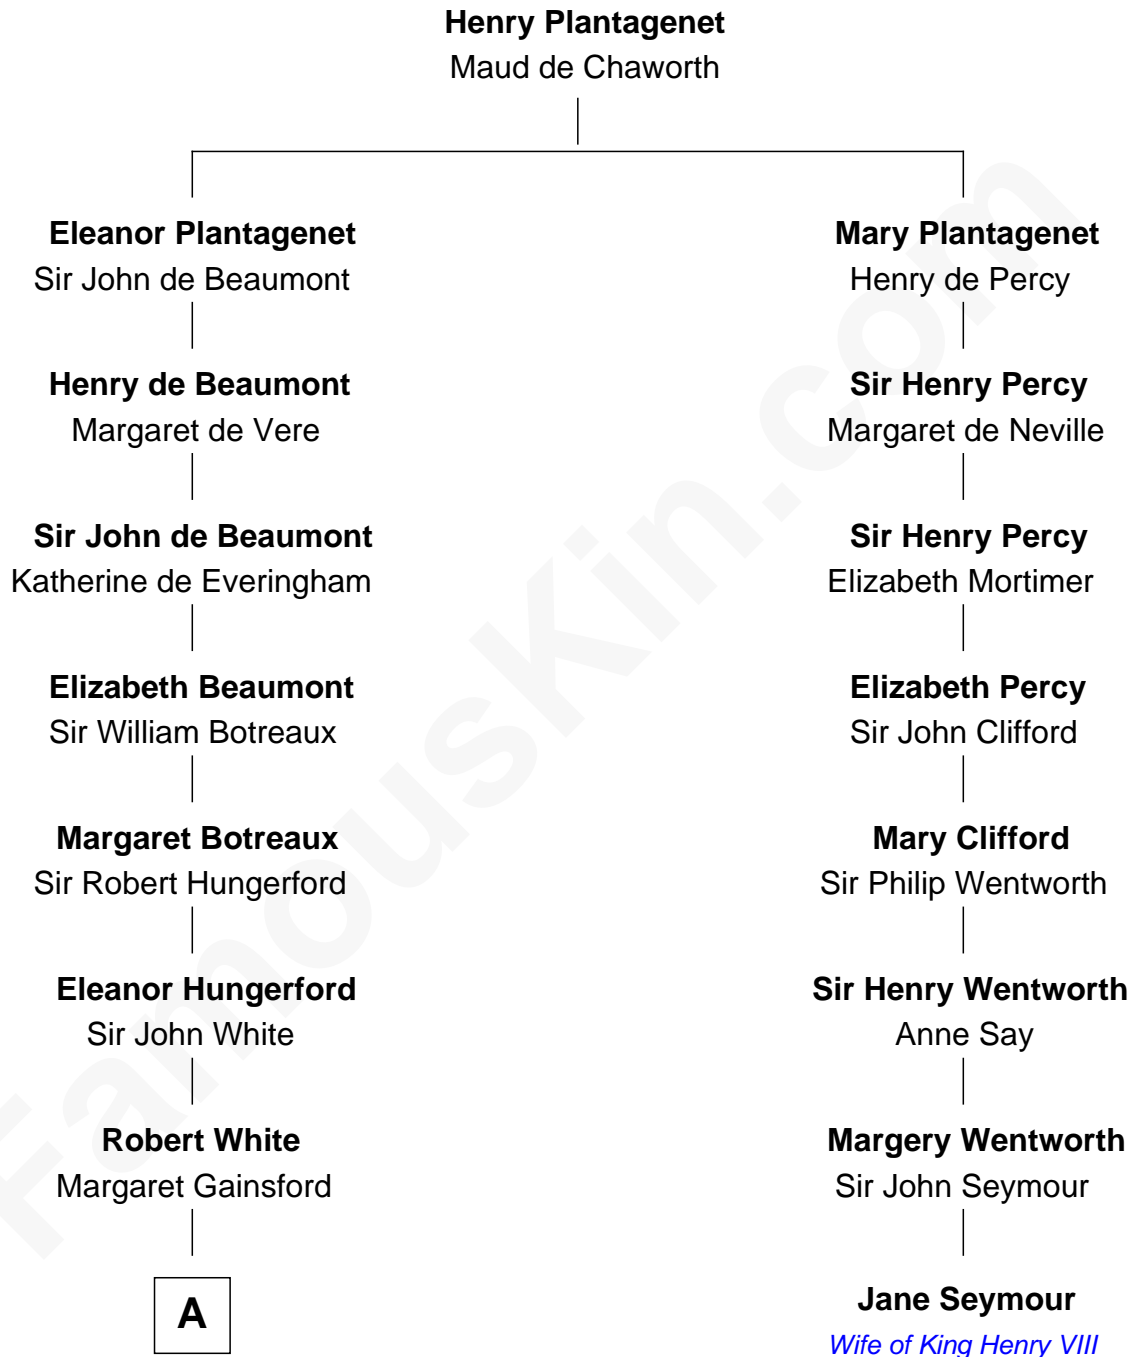 Henry Plantagenet
Maud de Chaworth
Eleanor Plantagenet
Sir John de Beaumont
Mary Plantagenet
Henry de Percy
Henry de Beaumont
Margaret de Vere
Sir Henry Percy
Margaret de Neville
Sir John de Beaumont
Katherine de Everingham
Sir Henry Percy
Elizabeth Mortimer
Elizabeth Beaumont
Sir William Botreaux
Elizabeth Percy
Sir John Clifford
Margaret Botreaux
Sir Robert Hungerford
Mary Clifford
Sir Philip Wentworth
Eleanor Hungerford
Sir John White
Sir Henry Wentworth
Anne Say
Robert White
Margaret Gainsford
Margery Wentworth
Sir John Seymour
A
Jane Seymour
Wife of King Henry VIII
FamousKin.com